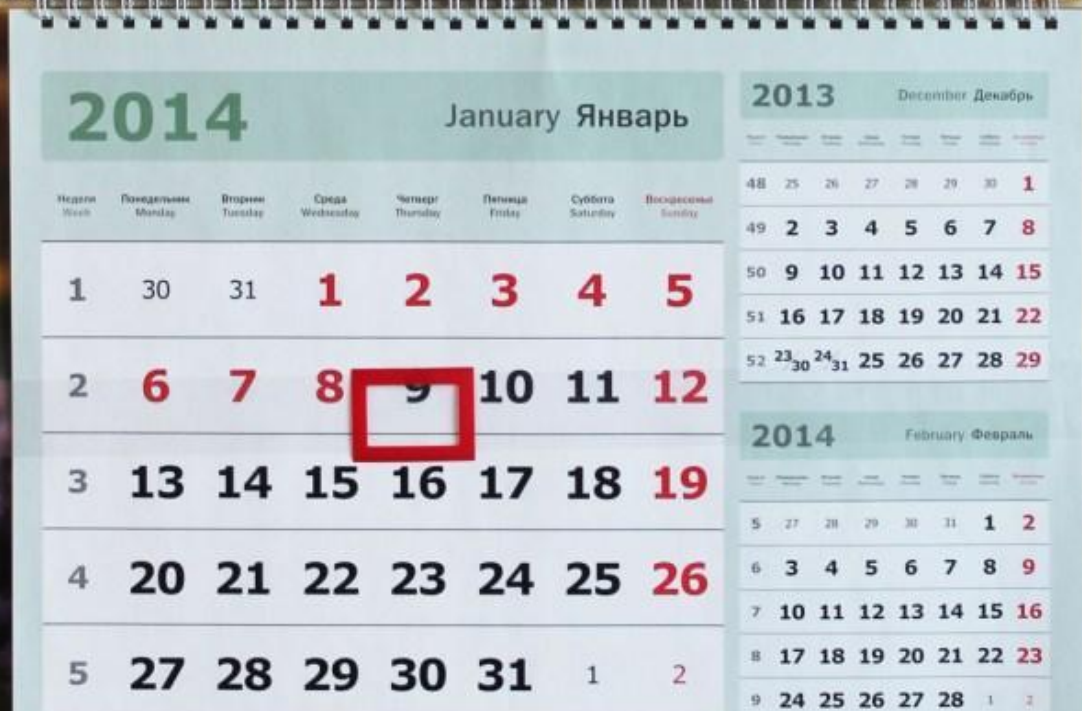 2014 January Январь
Недели Понедельник Вторник Среда Четверг Пятница Суббота Воскресенье
Week Monday Tuesday Wednesday Thursday Friday Saturday Sunday
1 30 31 1 2 3 4 5
2 6 7 8 9 10 11 12
3 13 14 15 16 17 18 19
4 20 21 22 23 24 25 26
5 27 28 29 30 31 1 2
2013 December Декабрь
48 25 26 27 28 29 30 1
49 2 3 4 5 6 7 8
50 9 10 11 12 13 14 15
51 16 17 18 19 20 21 22
52 23 30 24 31 25 26 27 28 29
2014 February Февраль
5 27 28 29 30 31 1 2
6 3 4 5 6 7 8 9
7 10 11 12 13 14 15 16
8 17 18 19 20 21 22 23
9 24 25 26 27 28 1 2